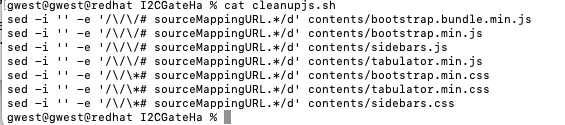 gwest@gwest@redhat I2CGateHa % cat cleanupjs.sh
sed -i '' -e '/\/\/# sourceMappingURL.*/d' contents/bootstrap.bundle.min.js
sed -i '' -e '/\/\/# sourceMappingURL.*/d' contents/bootstrap.min.js
sed -i '' -e '/\/\/# sourceMappingURL.*/d' contents/sidebars.js
sed -i '' -e '/\/\/# sourceMappingURL.*/d' contents/tabulator.min.js
sed -i '' -e '/\/\*# sourceMappingURL.*/d' contents/bootstrap.min.css
sed -i '' -e '/\/\*# sourceMappingURL.*/d' contents/tabulator.min.css
sed -i '' -e '/\/\*# sourceMappingURL.*/d' contents/sidebars.css
gwest@gwest@redhat I2CGateHa %